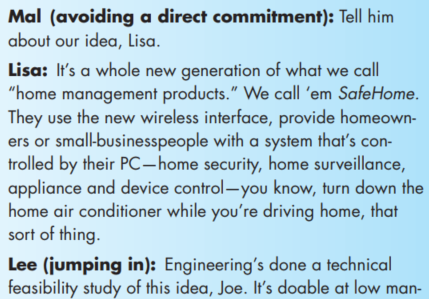 Mal (avoiding a direct commitment): Tell him
about our idea, Lisa.
Lisa: It’s a whole new generation of what we call
“home management products.” We call ’em SafeHome.
They use the new wireless interface, provide homeown-
ers or small-businesspeople with a system that’s con-
trolled by their PC—home security, home surveillance,
appliance and device control—you know, turn down the
home air conditioner while you’re driving home, that
sort of thing.
Lee (jumping in): Engineering’s done a technical
feasibility study of this idea, Joe. It’s doable at low man-